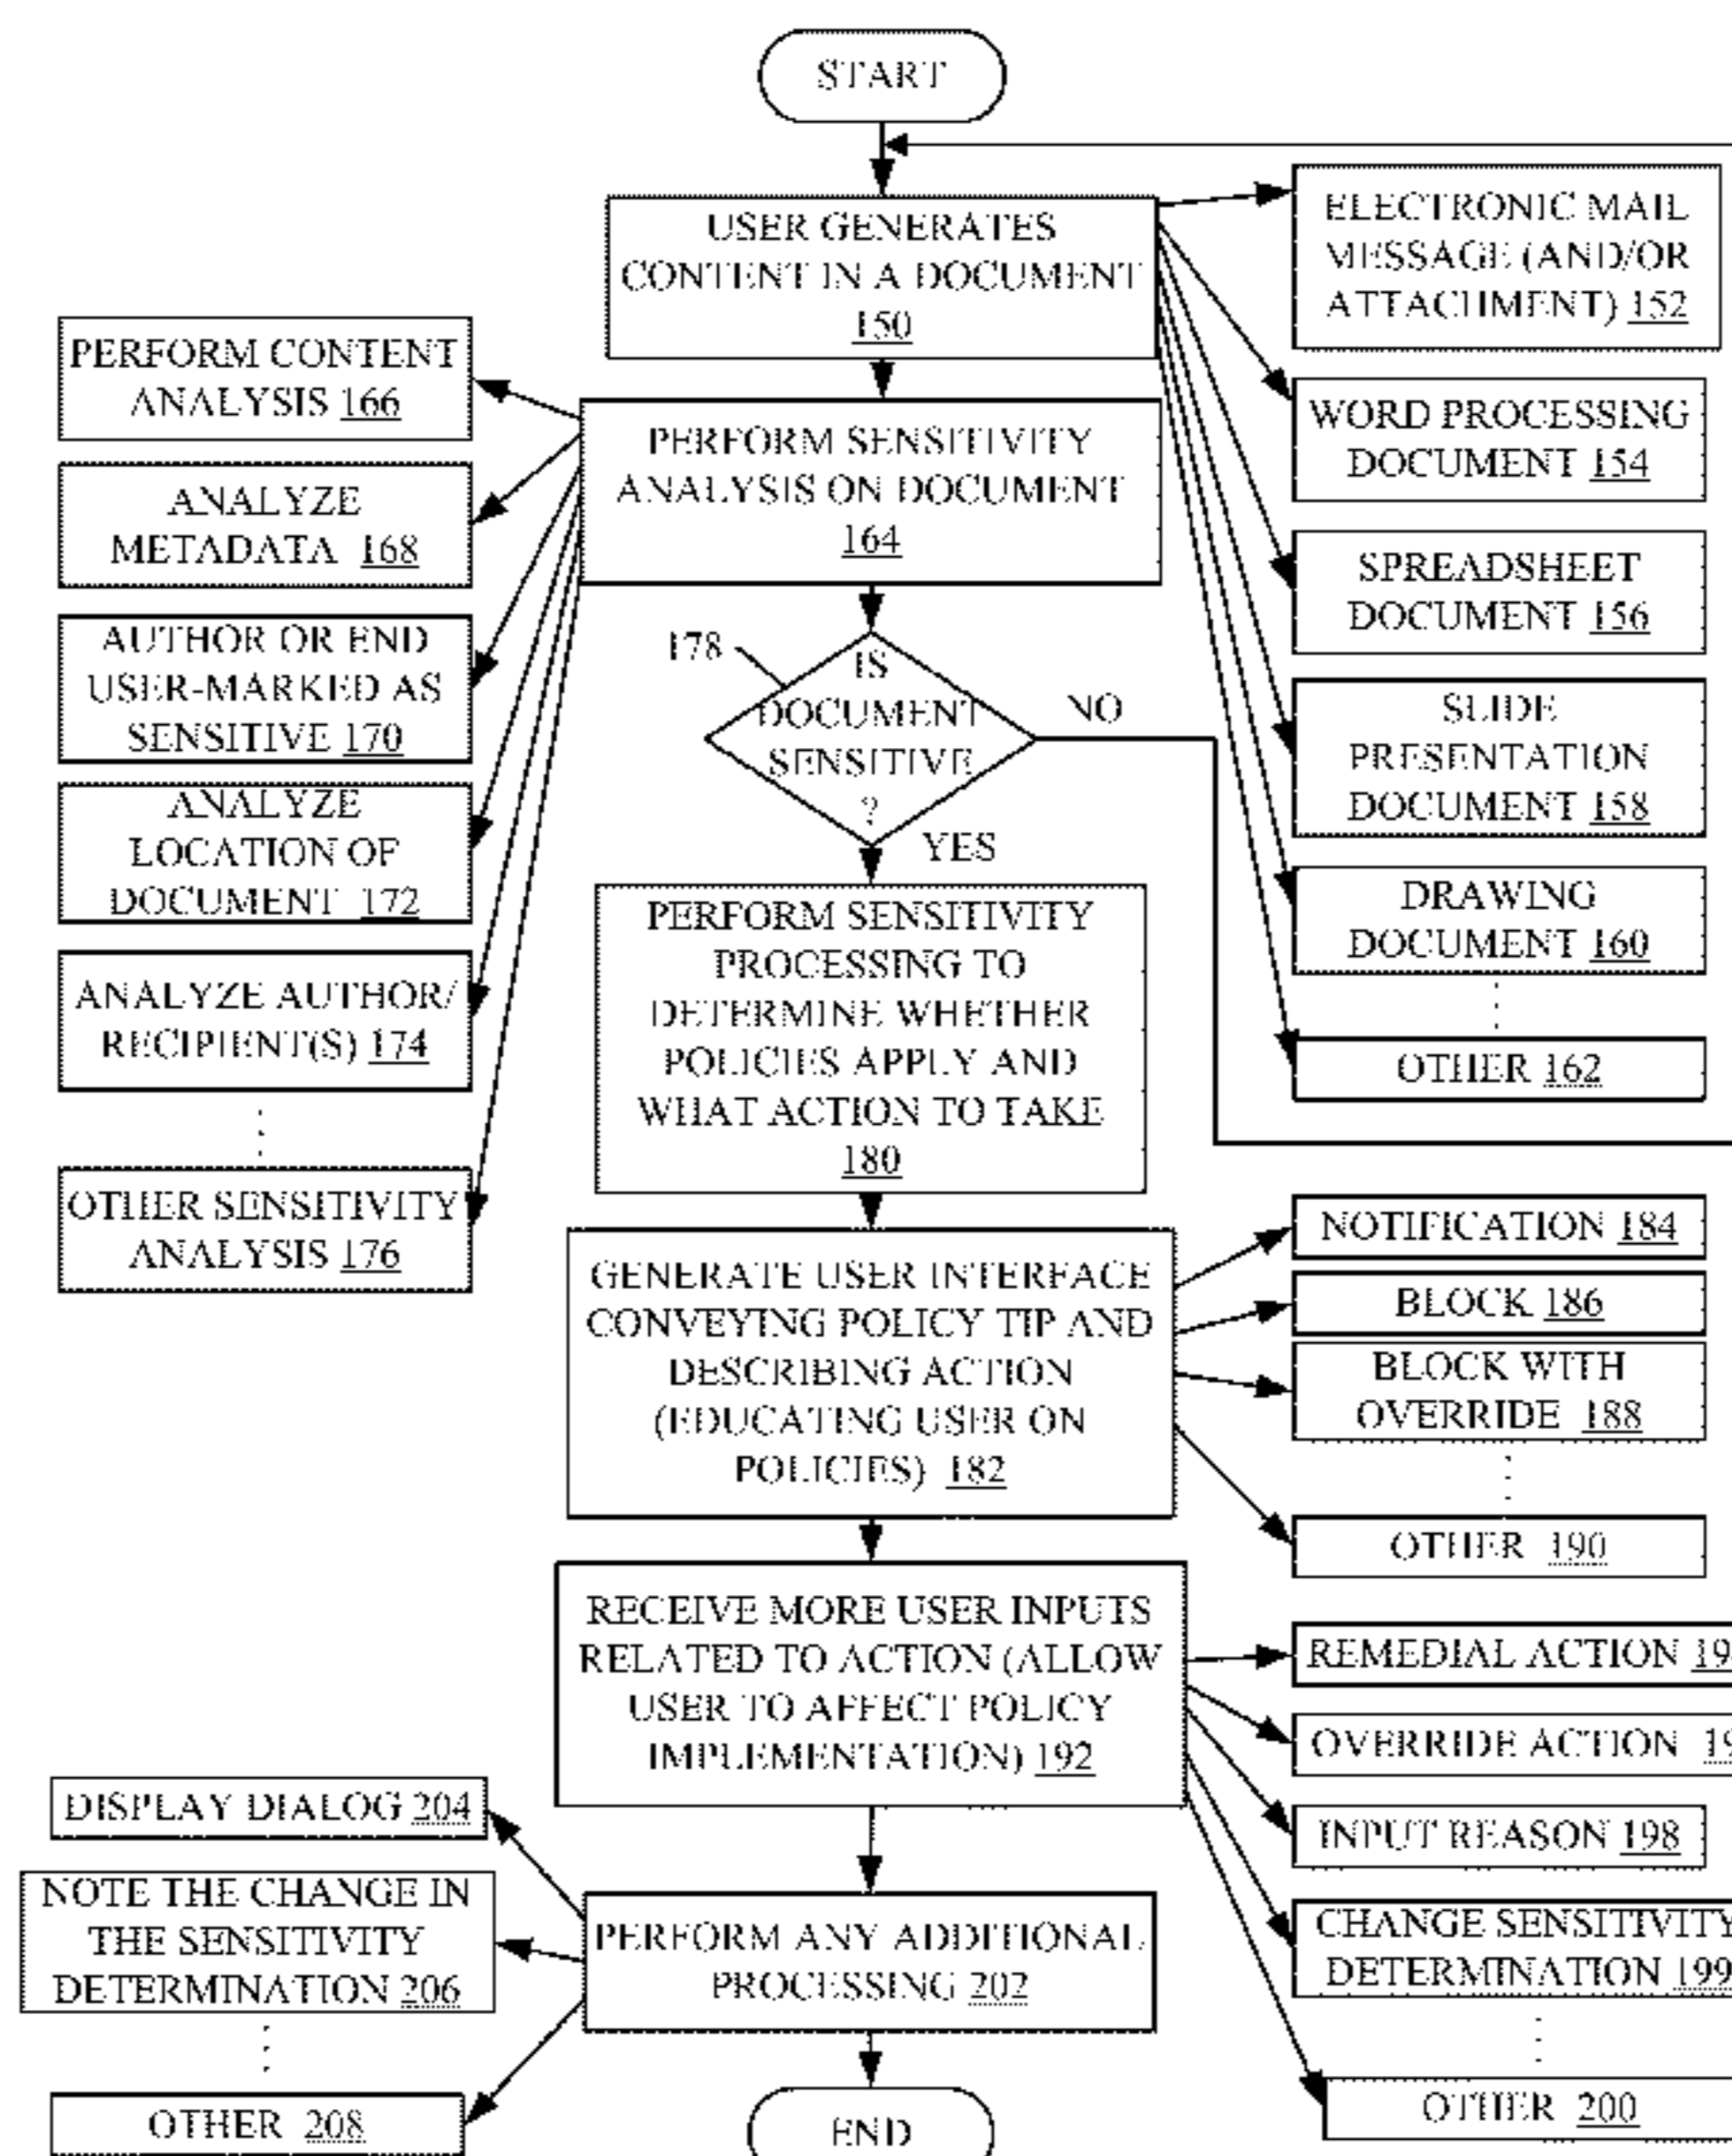 START
USER GENERATES
CONTENT IN A DOCUMENT
150
ELECTRONIC MAIL
MESSAGE (AND/OR
ATTACHMENT) 152
WORD PROCESSING
DOCUMENT 154
SPREADSHEET
DOCUMENT 156
SLIDE
PRESENTATION
DOCUMENT 158
DRAWING
DOCUMENT 160
OTHER 162
PERFORM SENSITIVITY
ANALYSIS ON DOCUMENT
164
PERFORM CONTENT
ANALYSIS 166
ANALYZE
METADATA 168
AUTHOR OR END
USER-MARKED AS
SENSITIVE 170
ANALYZE
LOCATION OF
DOCUMENT 172
ANALYZE AUTHOR/
RECIPIENT(S) 174
OTHER SENSITIVITY
ANALYSIS 176
178
IS
DOCUMENT
SENSITIVE
?
NO
YES
PERFORM SENSITIVITY
PROCESSING TO
DETERMINE WHETHER
POLICIES APPLY AND
WHAT ACTION TO TAKE
180
GENERATE USER INTERFACE
CONVEYING POLICY TIP AND
DESCRIBING ACTION
(EDUCATING USER ON
POLICIES) 182
NOTIFICATION 184
BLOCK 186
BLOCK WITH
OVERRIDE 188
OTHER 190
RECEIVE MORE USER INPUTS
RELATED TO ACTION (ALLOW
USER TO AFFECT POLICY
IMPLEMENTATION) 192
REMEDIAL ACTION
OVERRIDE ACTION
INPUT REASON 198
CHANGE SENSITIVITY
DETERMINATION 199
OTHER 200
PERFORM ANY ADDITIONAL
PROCESSING 202
DISPLAY DIALOG 204
NOTE THE CHANGE IN
THE SENSITIVITY
DETERMINATION 206
OTHER 208
END